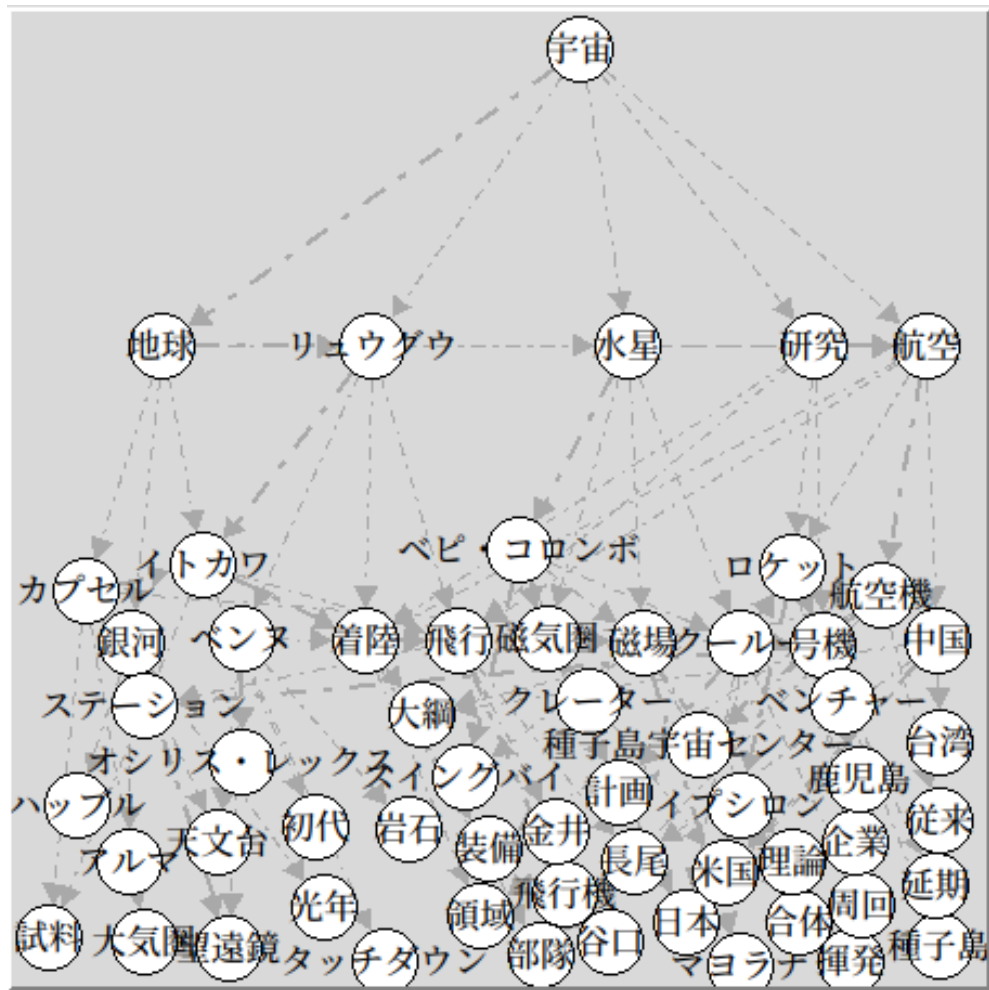 宇宙
地球
リュウグウ
水星
研究
航空
イトカワ
ベピ・コロンボ
ロケット
カプセル
航空機
銀河
ベンヌ
着陸
飛行
磁気圏
磁場
クール
号機
中国
ステーション
大綱
クレーター
ベンチャー
種子島宇宙センター
台湾
オシリス・レックス
スイングバイ
計画
鹿児島
ハッブル
イプシロン
従来
天文台
初代
岩石
金井
装備
企業
アルマ
長尾
理論
米国
延期
光年
領域
飛行機
日本
合体
周回
試料
大気圏
望遠鏡
タッチダウン
部隊
谷口
マヨラナ
揮発
種子島